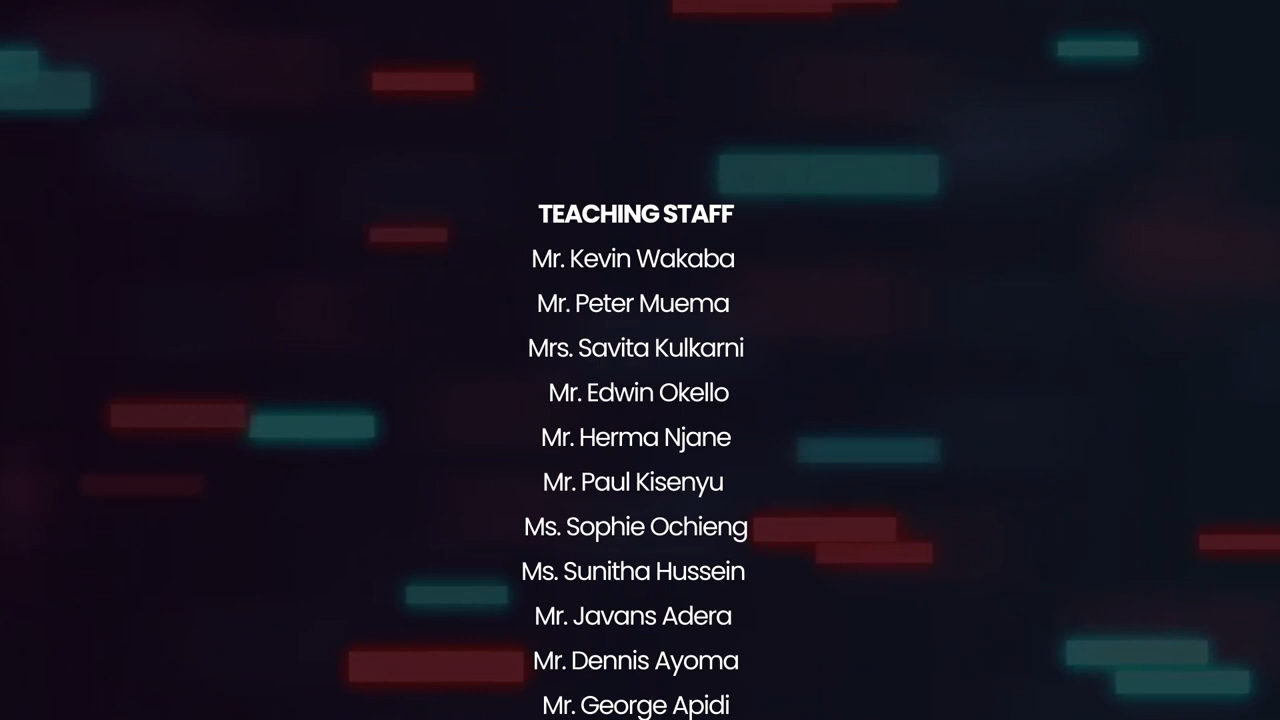 TEACHING STAFF
Mr. Kevin Wakaba
Mr. Peter Muema
Mrs. Savita Kulkarni
Mr. Edwin Okello
Mr. Herma Njane
Mr. Paul Kisenyu
Ms. Sophie Ochieng
Ms. Sunitha Hussein
Mr. Javans Adera
Mr. Dennis Ayoma
Mr. George Apidi